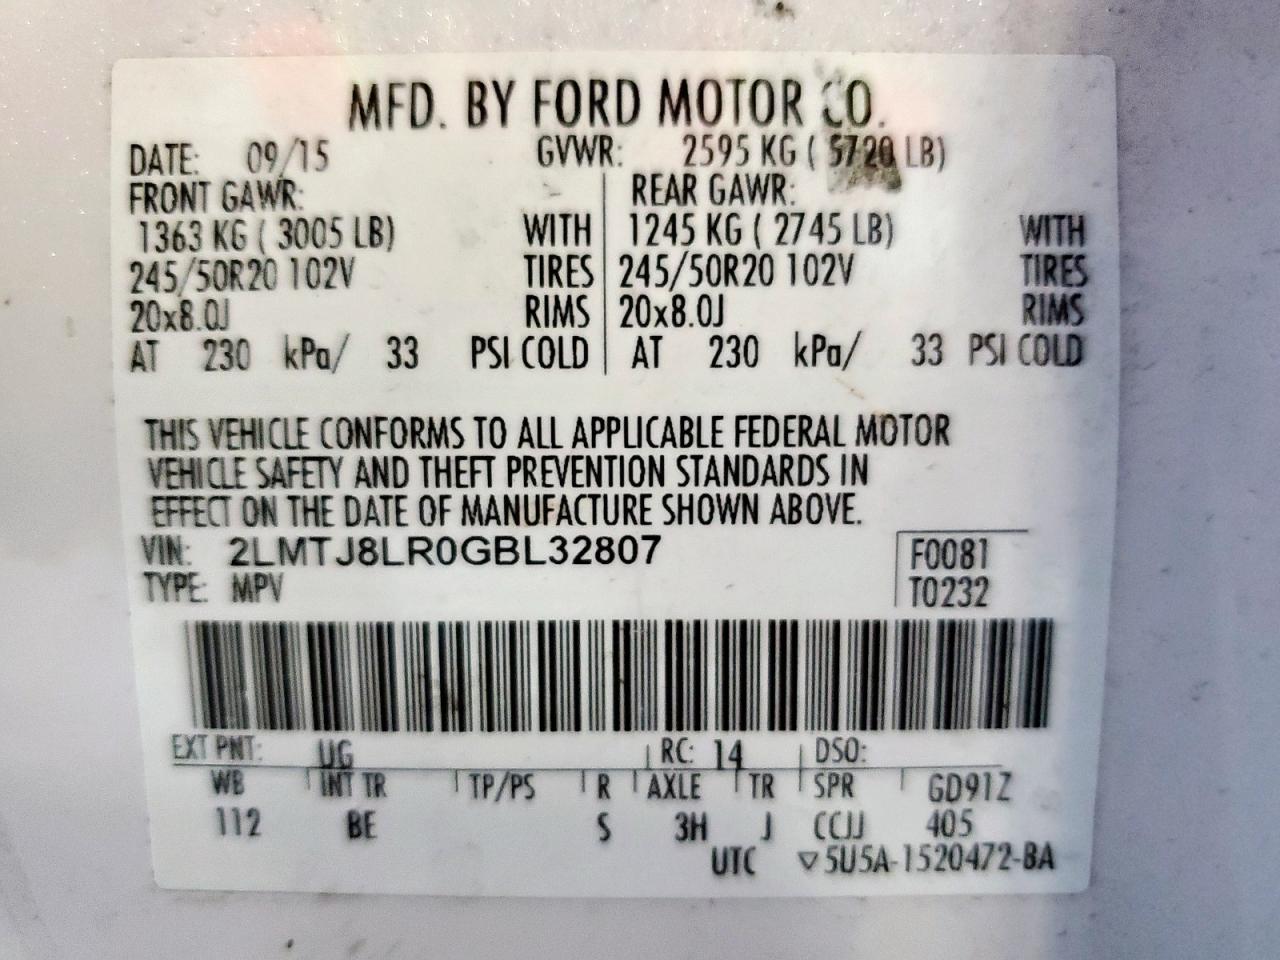 MFD. BY FORD MOTOR CO.
DATE: 09/15 GVWR: 2595 KG ( 5720 LB)
FRONT GAWR: REAR GAWR:
1363 KG ( 3005 LB) WITH 1245 KG ( 2745 LB) WITH
245/50R20 102V TIRES 245/50R20 102V TIRES
20x8.0J RIMS 20x8.0J RIMS
AT 230 kPa/ 33 PSI COLD AT 230 kPa/ 33 PSI COLD
THIS VEHICLE CONFORMS TO ALL APPLICABLE FEDERAL MOTOR
VEHICLE SAFETY AND THEFT PREVENTION STANDARDS IN
EFFECT ON THE DATE OF MANUFACTURE SHOWN ABOVE.
VIN: 2LMTJ8LR0GBL32807 F0081
TYPE: MPV T0232
EXT PNT: UG RC: 14 DSO:
WB INT TR TP/PS R AXLE TR SPR GD91Z
112 BE S 3H J CCJJ 405
UTC ▽5U5A-1520472-BA